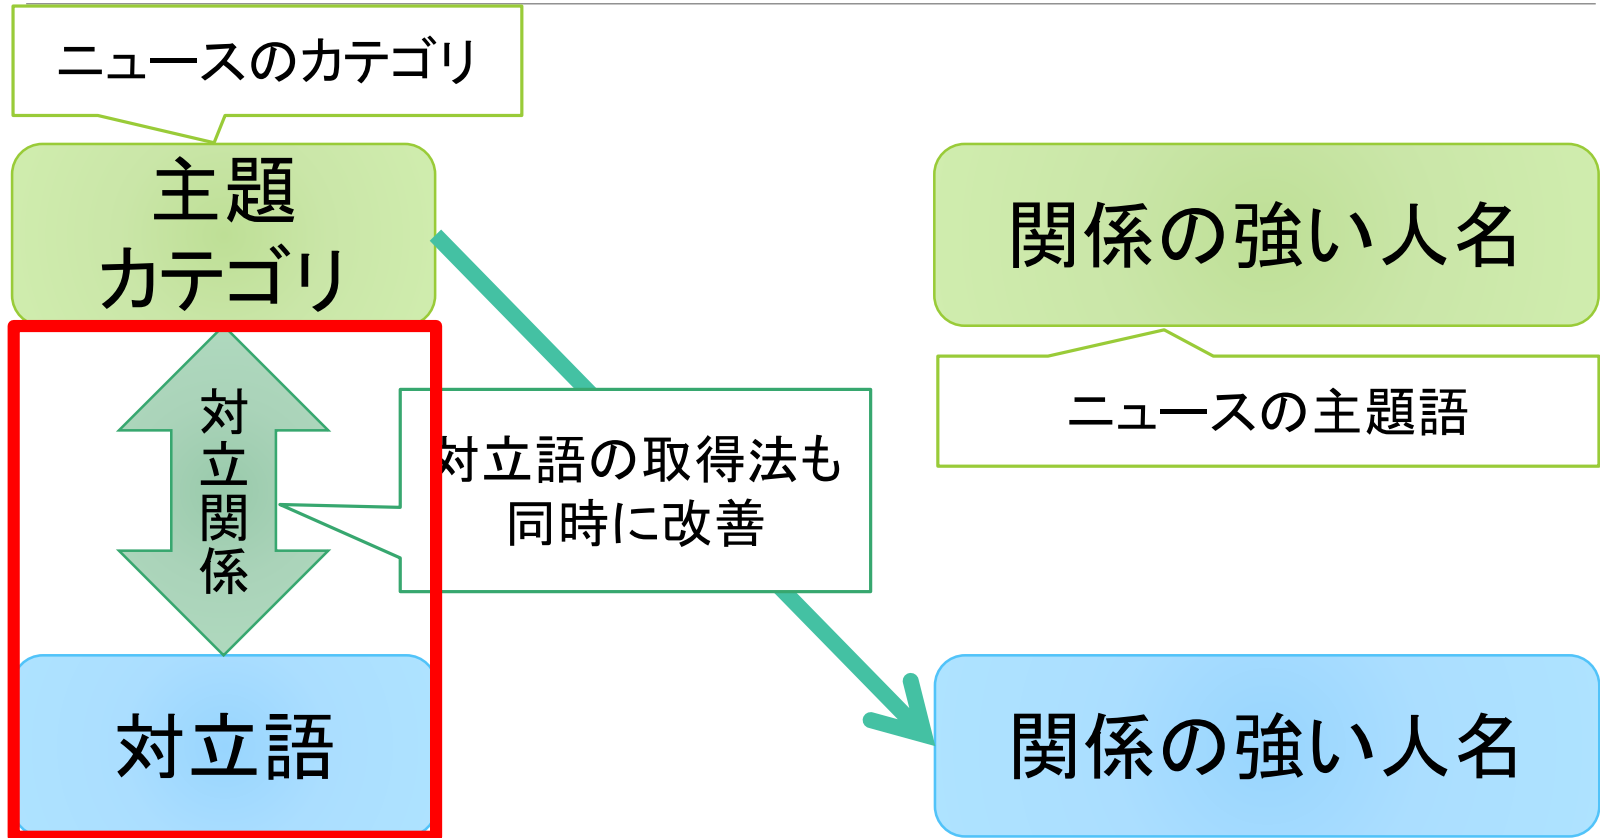 ニュースのカテゴリ
主題
カテゴリ
関係の強い人名
ニュースの主題語
対立関係
対立語の取得法も
同時に改善
対立語
関係の強い人名